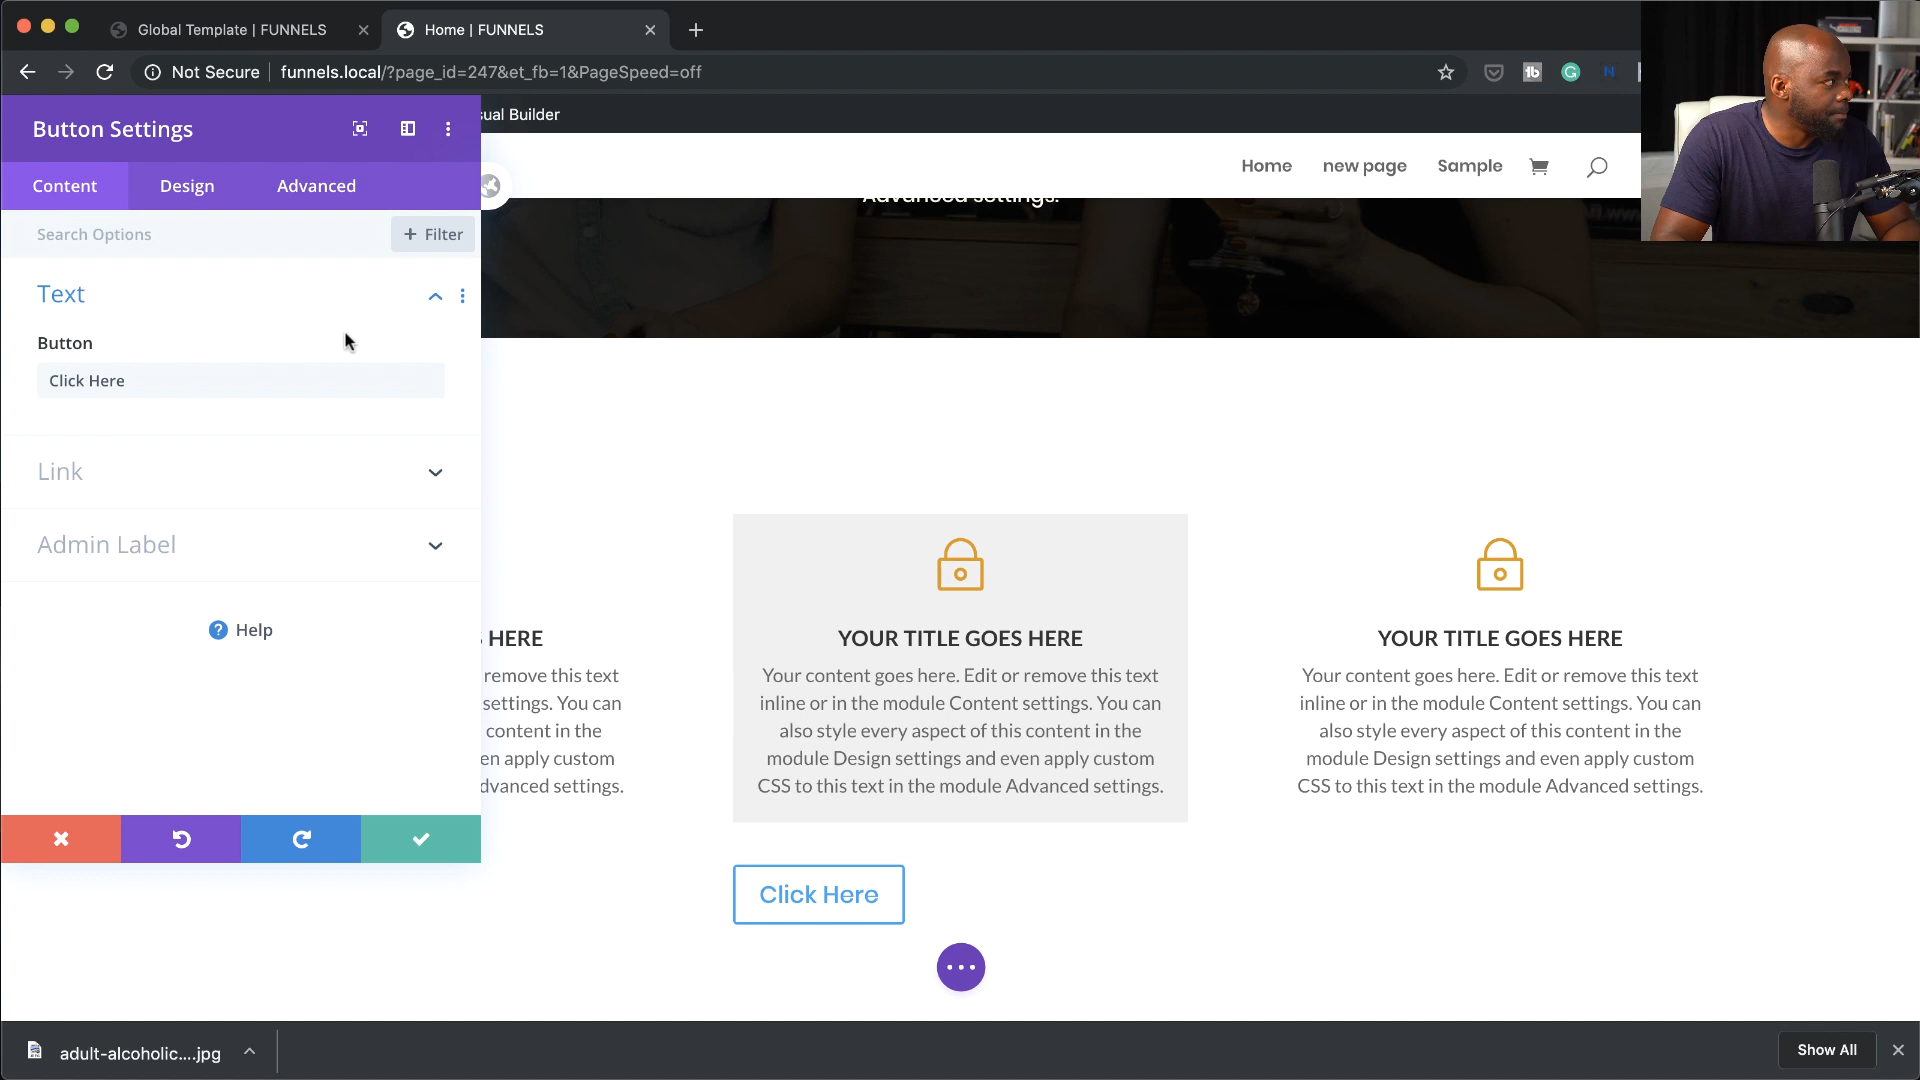 Global Template | FUNNELS
Home | FUNNELS
Not Secure
funnels.local/?page_id=247&et_fb=1&PageSpeed=off
Button Settings
sual Builder
Content
Design
Advanced
Home
new page
Sample
Advanced settings.
Search Options
+ Filter
Text
Button
Click Here
Link
Admin Label
? Help
HERE
remove this text
settings. You can
content in the
en apply custom
dvanced settings.
YOUR TITLE GOES HERE
Your content goes here. Edit or remove this text
inline or in the module Content settings. You can
also style every aspect of this content in the
module Design settings and even apply custom
CSS to this text in the module Advanced settings.
YOUR TITLE GOES HERE
Your content goes here. Edit or remove this text
inline or in the module Content settings. You can
also style every aspect of this content in the
module Design settings and even apply custom
CSS to this text in the module Advanced settings.
Click Here
adult-alcoholic....jpg
Show All